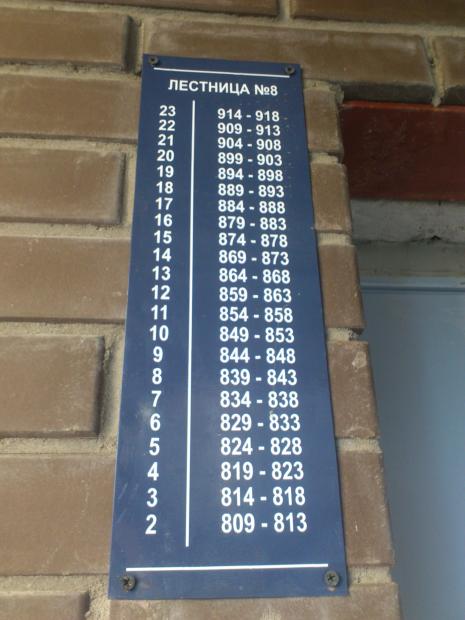 ЛЕСТНИЦА №8
23 914 - 918
22 909 - 913
21 904 - 908
20 899 - 903
19 894 - 898
18 889 - 893
17 884 - 888
16 879 - 883
15 874 - 878
14 869 - 873
13 864 - 868
12 859 - 863
11 854 - 858
10 849 - 853
9 844 - 848
8 839 - 843
7 834 - 838
6 829 - 833
5 824 - 828
4 819 - 823
3 814 - 818
2 809 - 813